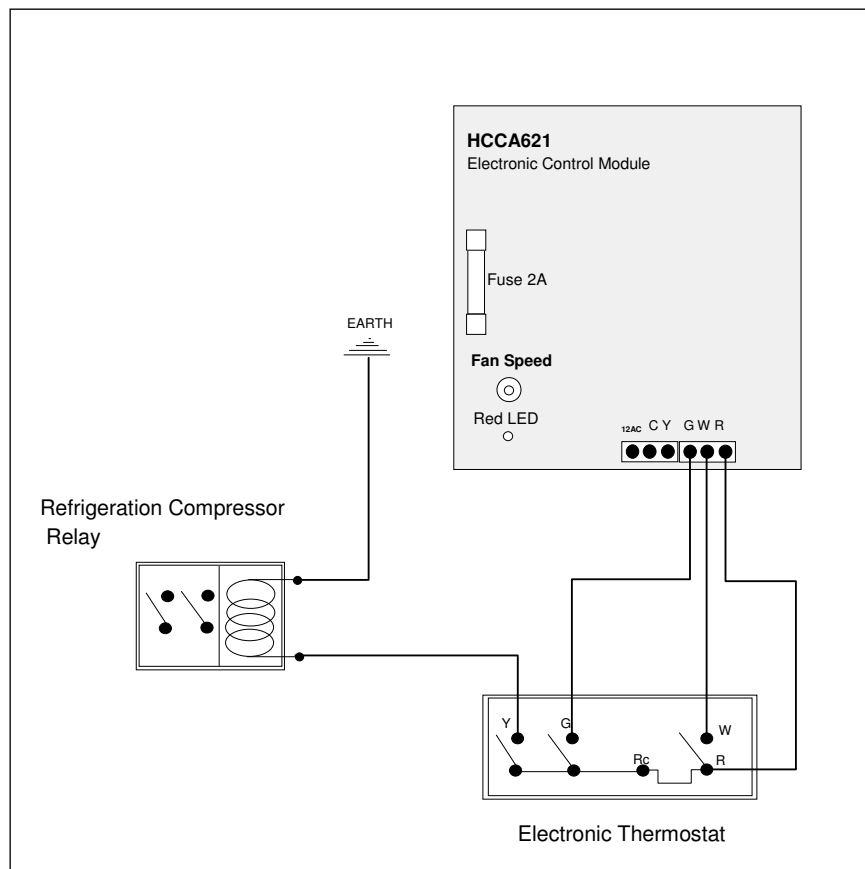 HCCA621
Electronic Control Module
Fuse 2A
EARTH
Fan Speed
Red LED
12AC C Y G W R
Refrigeration Compressor
Relay
Y G W
Rc R
Electronic Thermostat